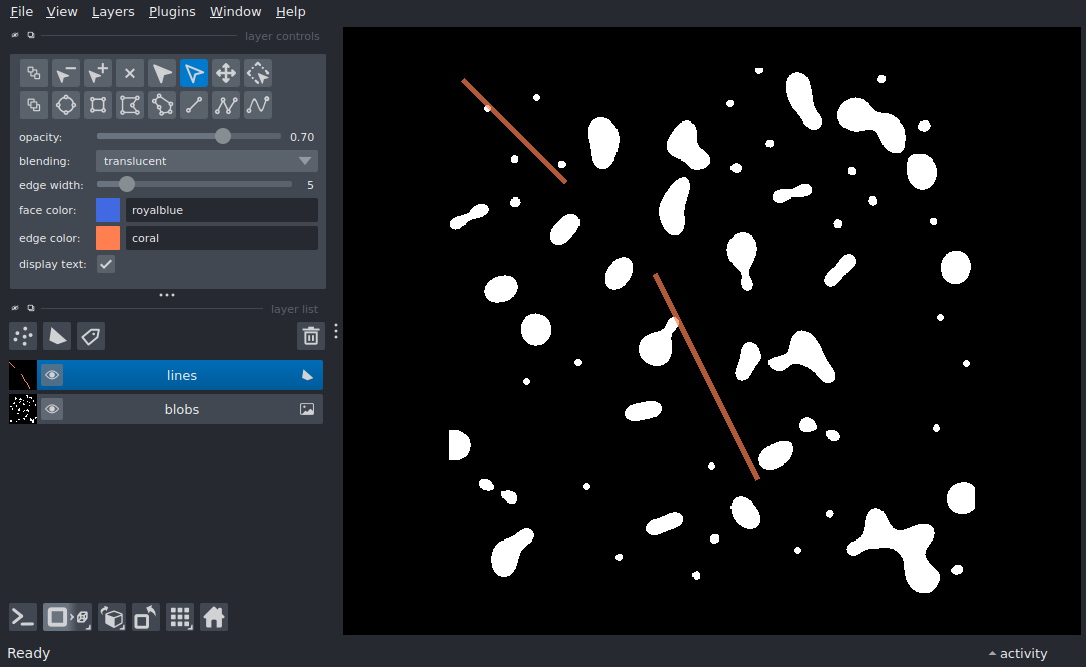 File View Layers Plugins Window Help
layer controls
opacity: 0.70
blending: translucent
edge width: 5
face color: royalblue
edge color: coral
display text:
layer list
lines
blobs
Ready
activity